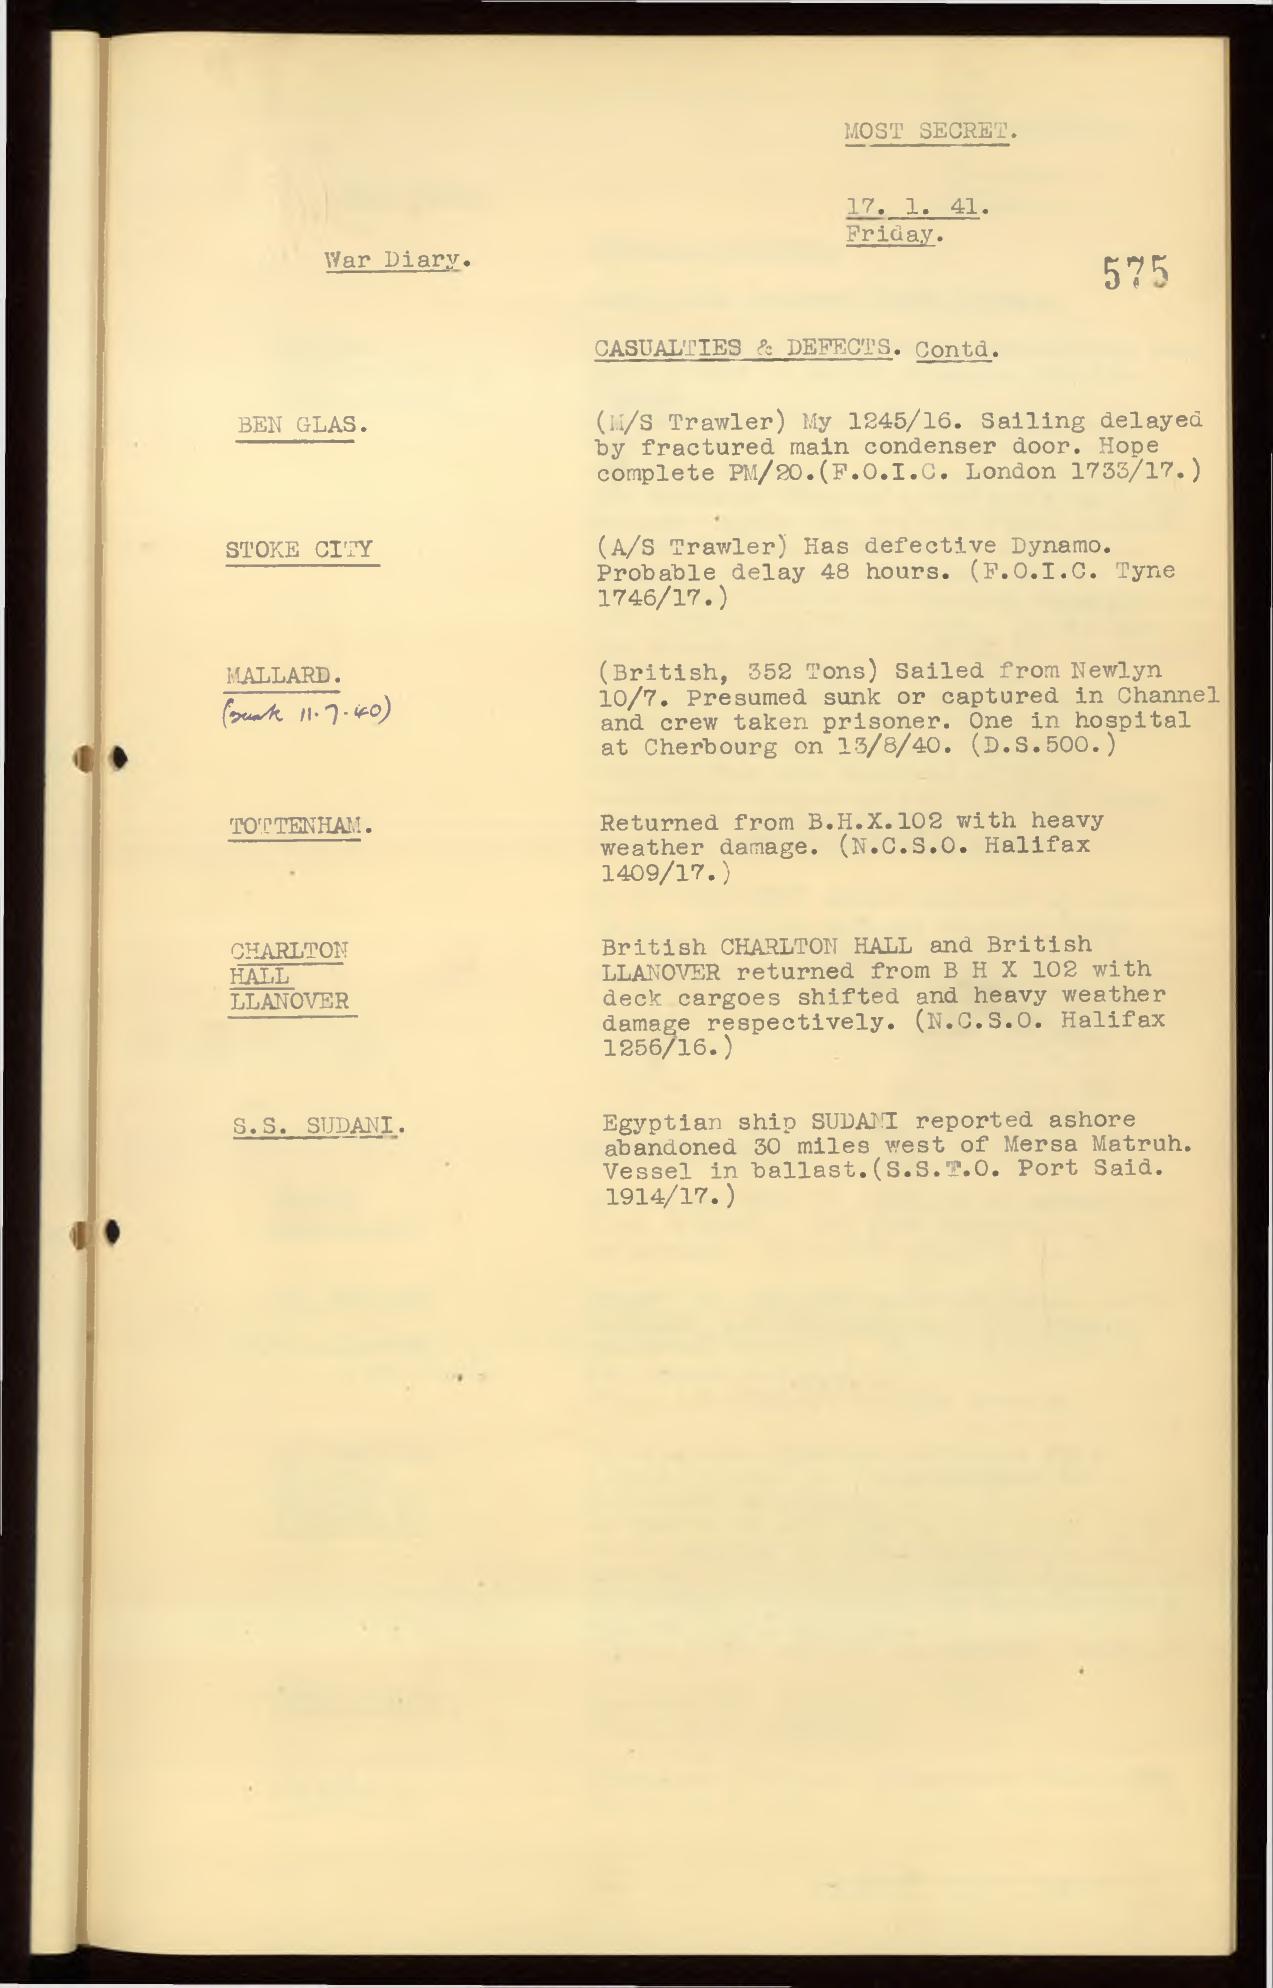 MOST SECRET.
17. 1. 41.
Friday.
War Diary.
575
CASUALTIES & DEFECTS. Contd.
BEN GLAS.
(M/S Trawler) My 1245/16. Sailing delayed
by fractured main condenser door. Hope
complete PM/20.(F.O.I.C. London 1733/17.)
STOKE CITY
(A/S Trawler) Has defective Dynamo.
Probable delay 48 hours. (F.O.I.C. Tyne
1746/17.)
MALLARD.
(sunk 11.7.40)
(British, 352 Tons) Sailed from Newlyn
10/7. Presumed sunk or captured in Channel
and crew taken prisoner. One in hospital
at Cherbourg on 13/8/40. (D.S.500.)
TOTTENHAM.
Returned from B.H.X.102 with heavy
weather damage. (N.C.S.O. Halifax
1409/17.)
CHARLTON
HALL
LLANOVER
British CHARLTON HALL and British
LLANOVER returned from B H X 102 with
deck cargoes shifted and heavy weather
damage respectively. (N.C.S.O. Halifax
1256/16.)
S.S. SUDANI.
Egyptian ship SUDANI reported ashore
abandoned 30 miles west of Mersa Matruh.
Vessel in ballast.(S.S.T.O. Port Said.
1914/17.)